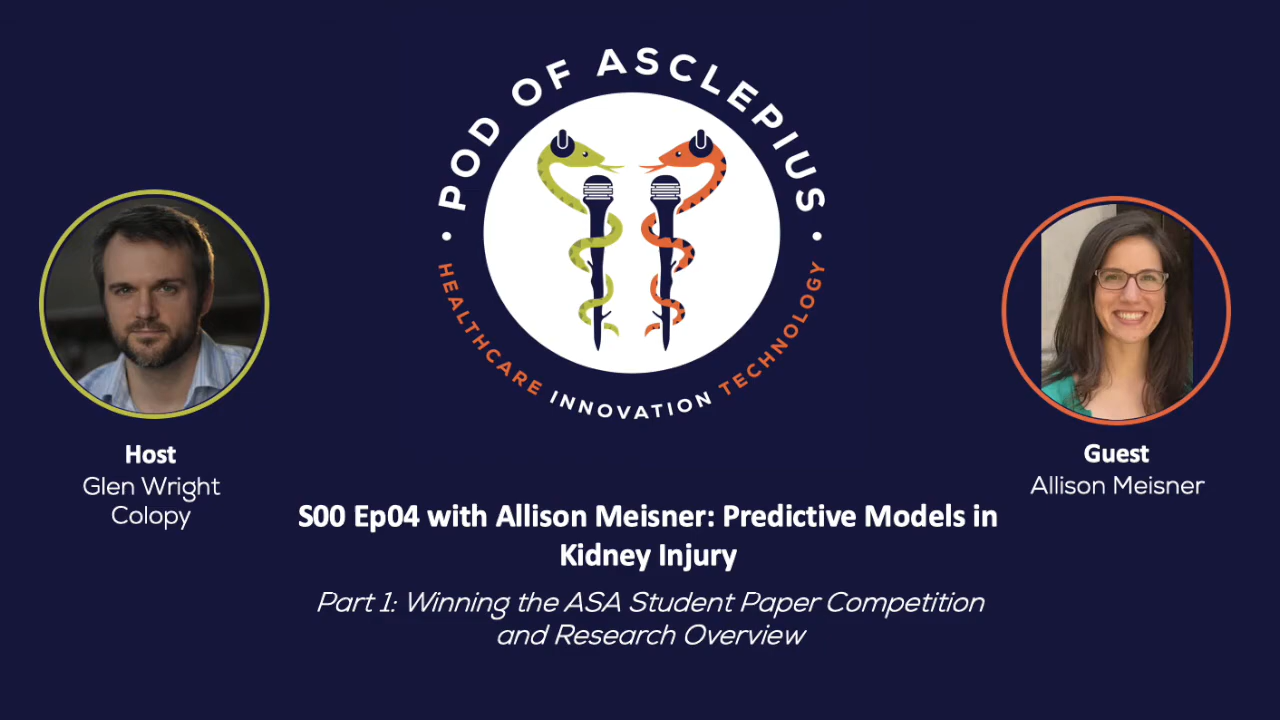 · POD OF ASCLEPIUS ·
HEALTHCARE INNOVATION TECHNOLOGY
Host
Glen Wright
Colopy
Guest
Allison Meisner
S00 Ep04 with Allison Meisner: Predictive Models in
Kidney Injury
Part 1: Winning the ASA Student Paper Competition
and Research Overview